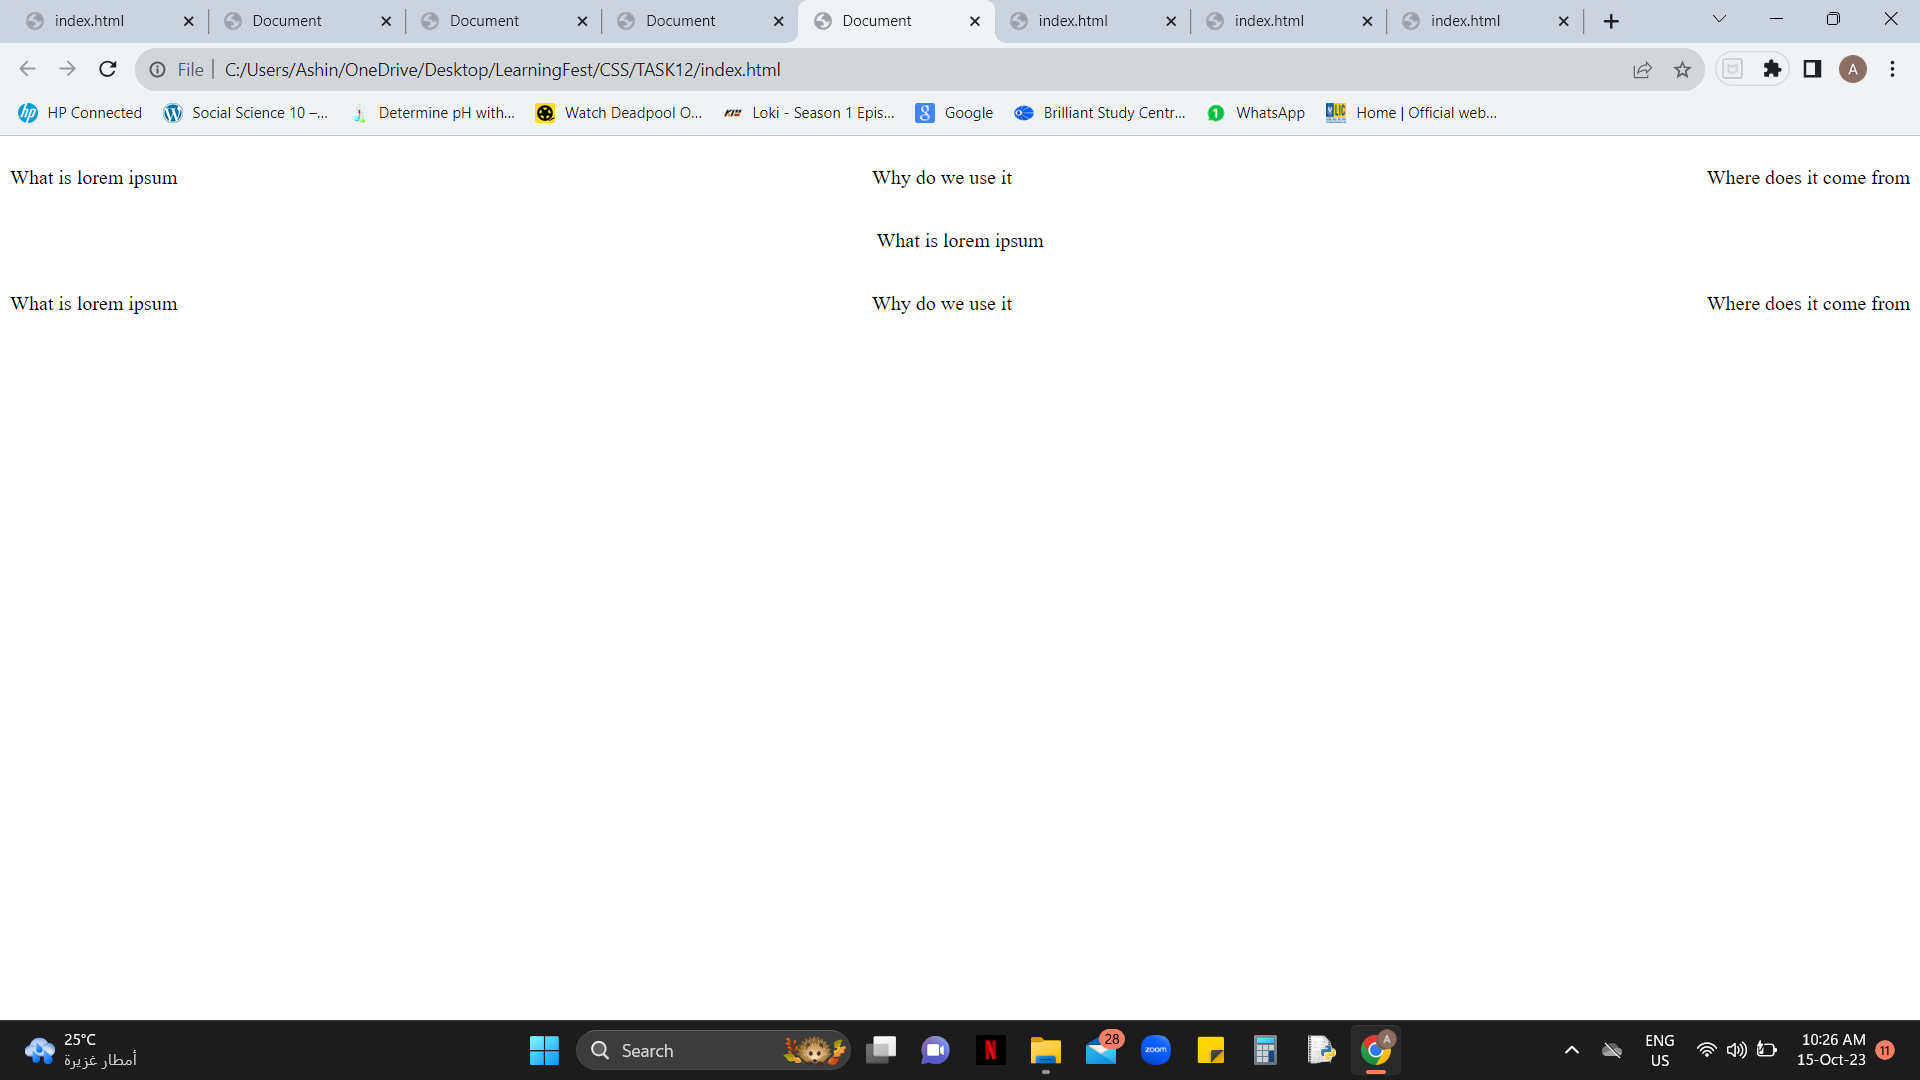 index.html
Document
Document
Document
Document
index.html
index.html
index.html
File
C:/Users/Ashin/OneDrive/Desktop/LearningFest/CSS/TASK12/index.html
A
HP Connected
Social Science 10 –...
Determine pH with...
Watch Deadpool O...
Loki - Season 1 Epis...
Google
Brilliant Study Centr...
WhatsApp
Home | Official web...
What is lorem ipsum Why do we use it Where does it come from
What is lorem ipsum
What is lorem ipsum Why do we use it Where does it come from
25°C
أمطار غزيرة
Search
28
zoom
A
ENG
US
10:26 AM
15-Oct-23
11